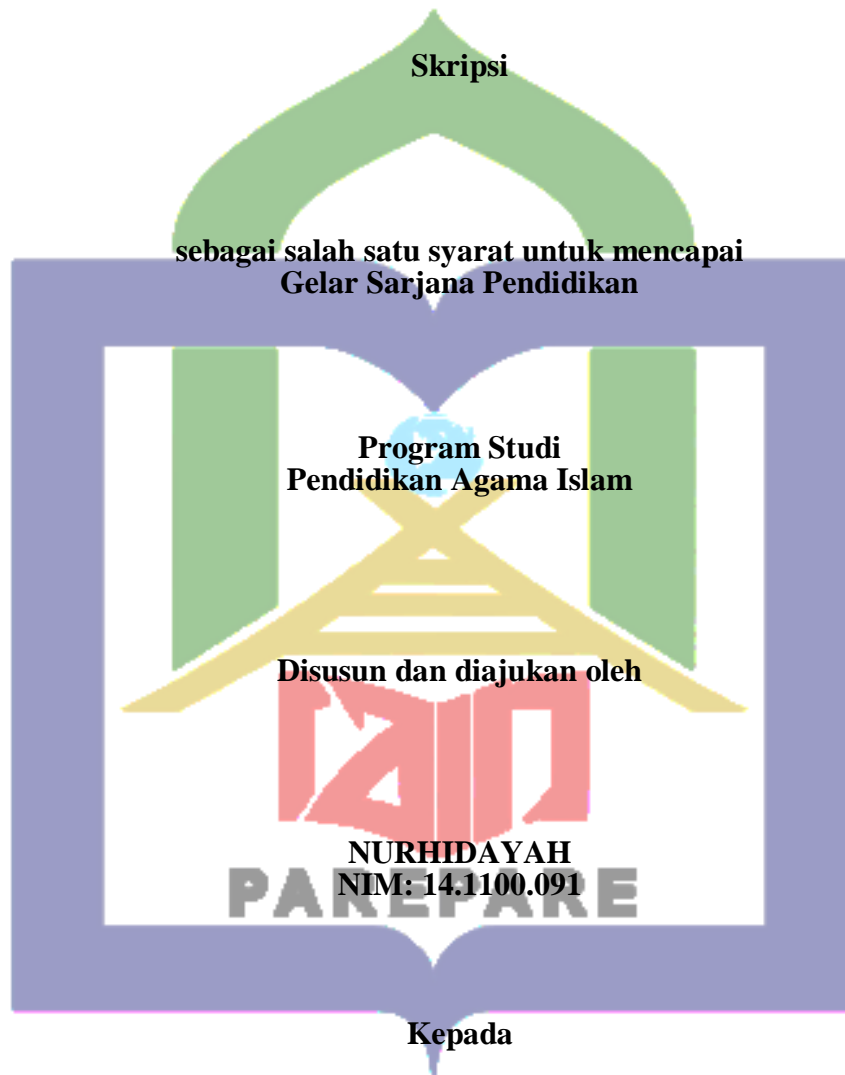 Skripsi
sebagai salah satu syarat untuk mencapai
Gelar Sarjana Pendidikan
Program Studi
Pendidikan Agama Islam
Disusun dan diajukan oleh
iain
NURHIDAYAH
NIM: 14.1100.091
PAREPARE
Kepada